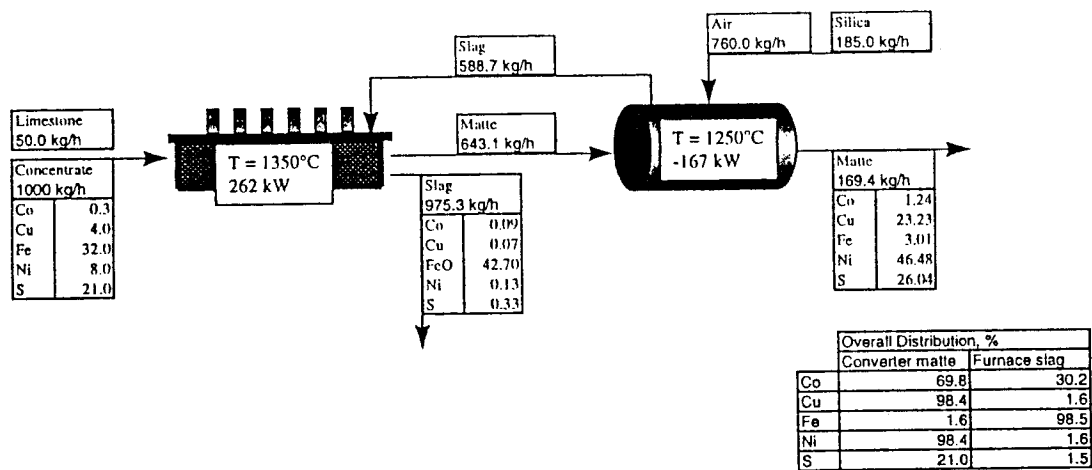 Air
760.0 kg/h
Silica
185.0 kg/h
Slag
588.7 kg/h
Limestone
50.0 kg/h
Concentrate
1000 kg/h
Co 0.3
Cu 4.0
Fe 32.0
Ni 8.0
S 21.0
T = 1350°C
262 kW
Matte
643.1 kg/h
Slag
975.3 kg/h
Co 0.09
Cu 0.07
FeO 42.70
Ni 0.13
S 0.33
T = 1250°C
-167 kW
Matte
169.4 kg/h
Co 1.24
Cu 23.23
Fe 3.01
Ni 46.48
S 26.04
Overall Distribution, %
Converter matte Furnace slag
Co 69.8 30.2
Cu 98.4 1.6
Fe 1.6 98.5
Ni 98.4 1.6
S 21.0 1.5